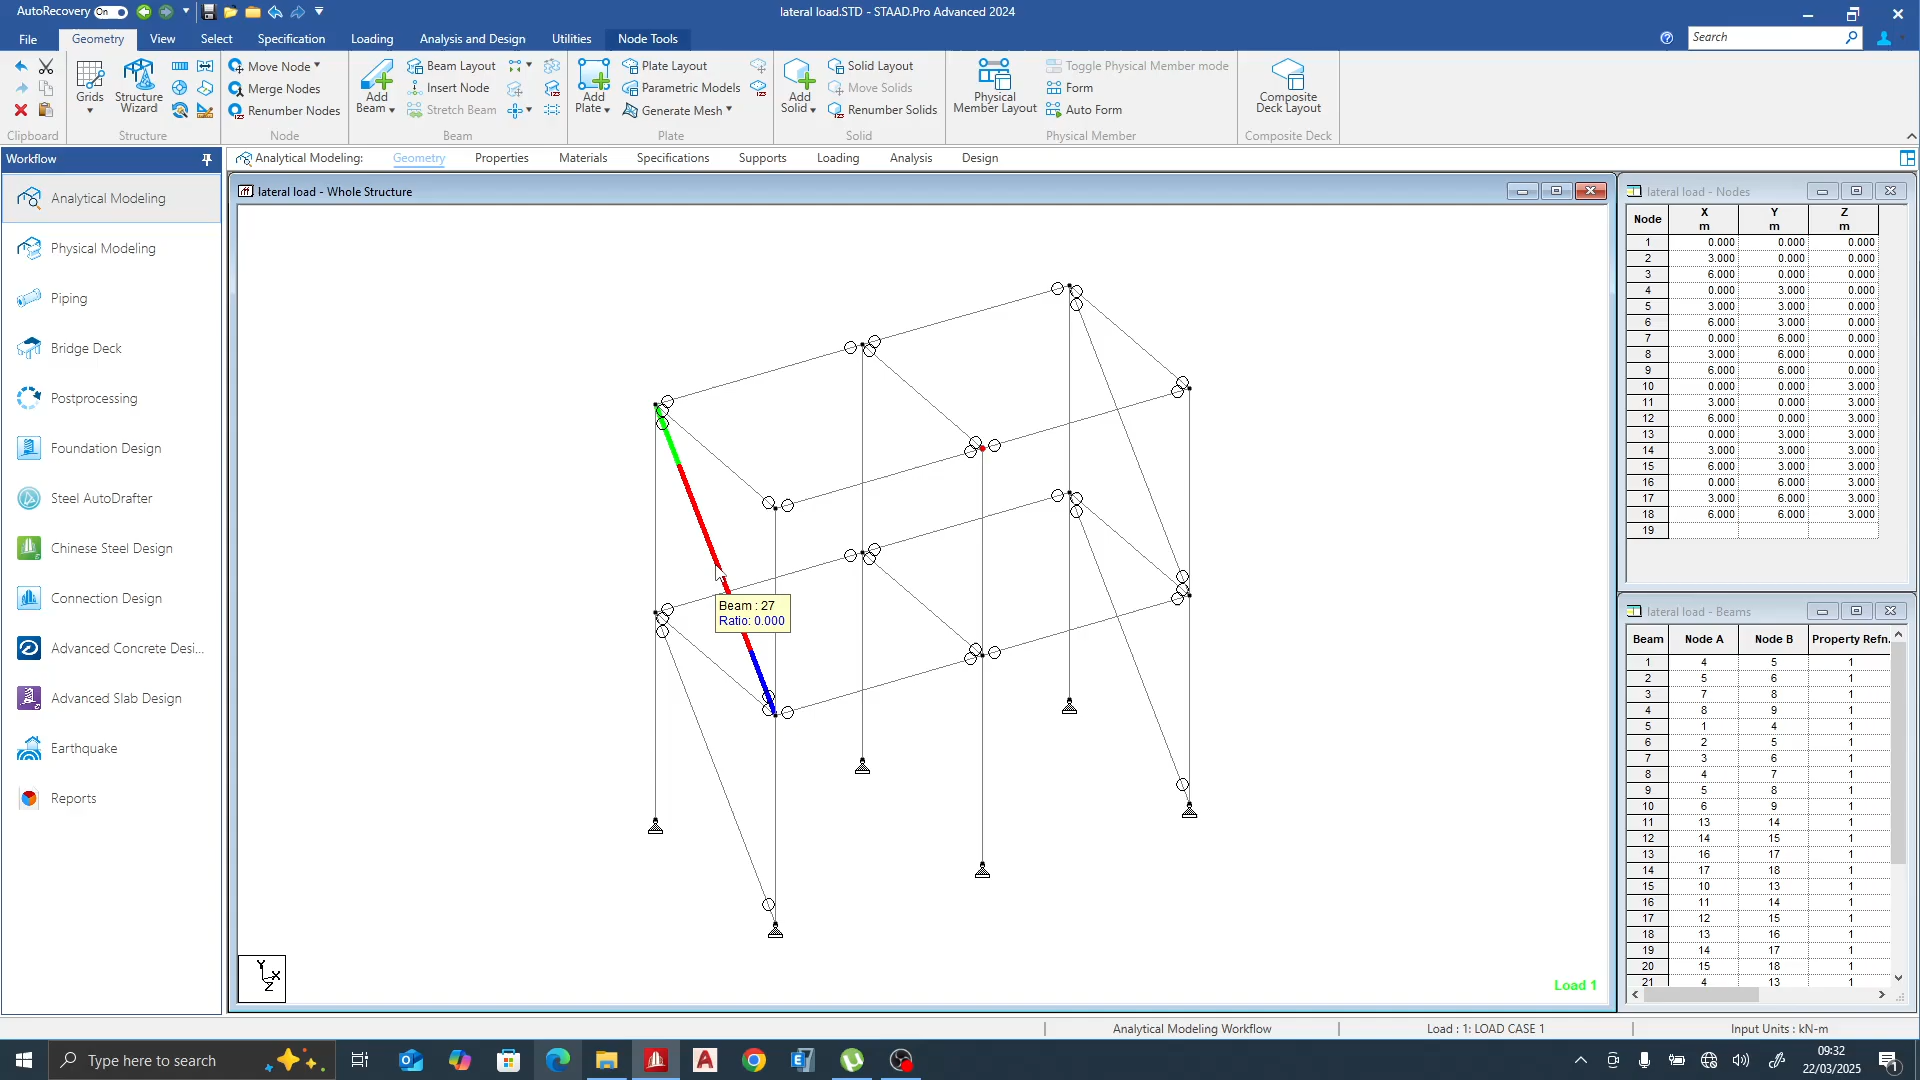 AutoRecovery On
lateral load.STD - STAAD.Pro Advanced 2024
File Geometry View Select Specification Loading Analysis and Design Utilities Node Tools
Search
Grids
Structure Wizard
Move Node
Merge Nodes
Renumber Nodes
Add Beam
Beam Layout
Insert Node
Stretch Beam
Add Plate
Plate Layout
Parametric Models
Generate Mesh
Add Solid
Solid Layout
Move Solids
Renumber Solids
Physical Member Layout
Toggle Physical Member mode
Form
Auto Form
Composite Deck Layout
Clipboard Structure Node Beam Plate Solid Physical Member Composite Deck
Workflow
Analytical Modeling: Geometry Properties Materials Specifications Supports Loading Analysis Design
Analytical Modeling
Physical Modeling
Piping
Bridge Deck
Postprocessing
Foundation Design
Steel AutoDrafter
Chinese Steel Design
Connection Design
Advanced Concrete Desi...
Advanced Slab Design
Earthquake
Reports
lateral load - Whole Structure
Beam : 27
Ratio: 0.000
Y
X
Z
Load 1
lateral load - Nodes
Node X m Y m Z m
1 0.000 0.000 0.000
2 3.000 0.000 0.000
3 6.000 0.000 0.000
4 0.000 3.000 0.000
5 3.000 3.000 0.000
6 6.000 3.000 0.000
7 0.000 6.000 0.000
8 3.000 6.000 0.000
9 6.000 6.000 0.000
10 0.000 0.000 3.000
11 3.000 0.000 3.000
12 6.000 0.000 3.000
13 0.000 3.000 3.000
14 3.000 3.000 3.000
15 6.000 3.000 3.000
16 0.000 6.000 3.000
17 3.000 6.000 3.000
18 6.000 6.000 3.000
19
lateral load - Beams
Beam Node A Node B Property Refn.
1 4 5 1
2 5 6 1
3 7 8 1
4 8 9 1
5 1 4 1
6 2 5 1
7 3 6 1
8 4 7 1
9 5 8 1
10 6 9 1
11 13 14 1
12 14 15 1
13 16 17 1
14 17 18 1
15 10 13 1
16 11 14 1
17 12 15 1
18 13 16 1
19 14 17 1
20 15 18 1
21 4 13 1
Analytical Modeling Workflow Load : 1: LOAD CASE 1 Input Units : kN-m
Type here to search
09:32
22/03/2025
1